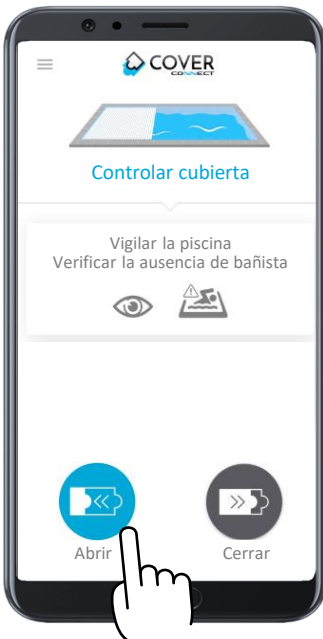 COVER
CONNECT
Controlar cubierta
Vigilar la piscina
Verificar la ausencia de bañista
Abrir
Cerrar